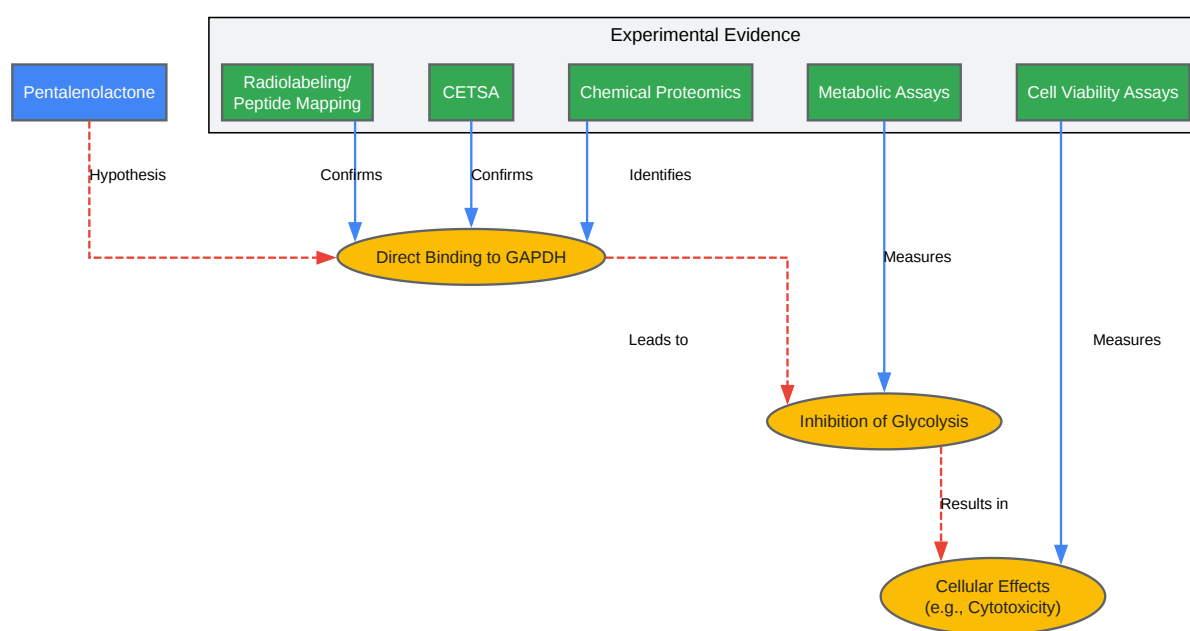 Experimental Evidence
Pentalenolactone
Radiolabeling/
Peptide Mapping
CETSA
Chemical Proteomics
Metabolic Assays
Cell Viability Assays
Hypothesis
Confirms
Confirms
Identifies
Direct Binding to GAPDH
Measures
Leads to
Measures
Inhibition of Glycolysis
Results in
Cellular Effects
(e.g., Cytotoxicity)